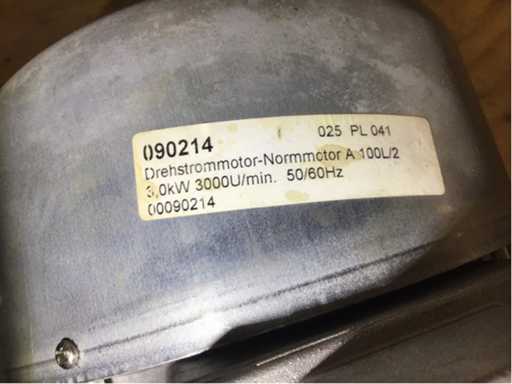 090214 025 PL 041
Drehstrommotor-Normmotor A 100L/2
3,0kW 3000U/min. 50/60Hz
00090214